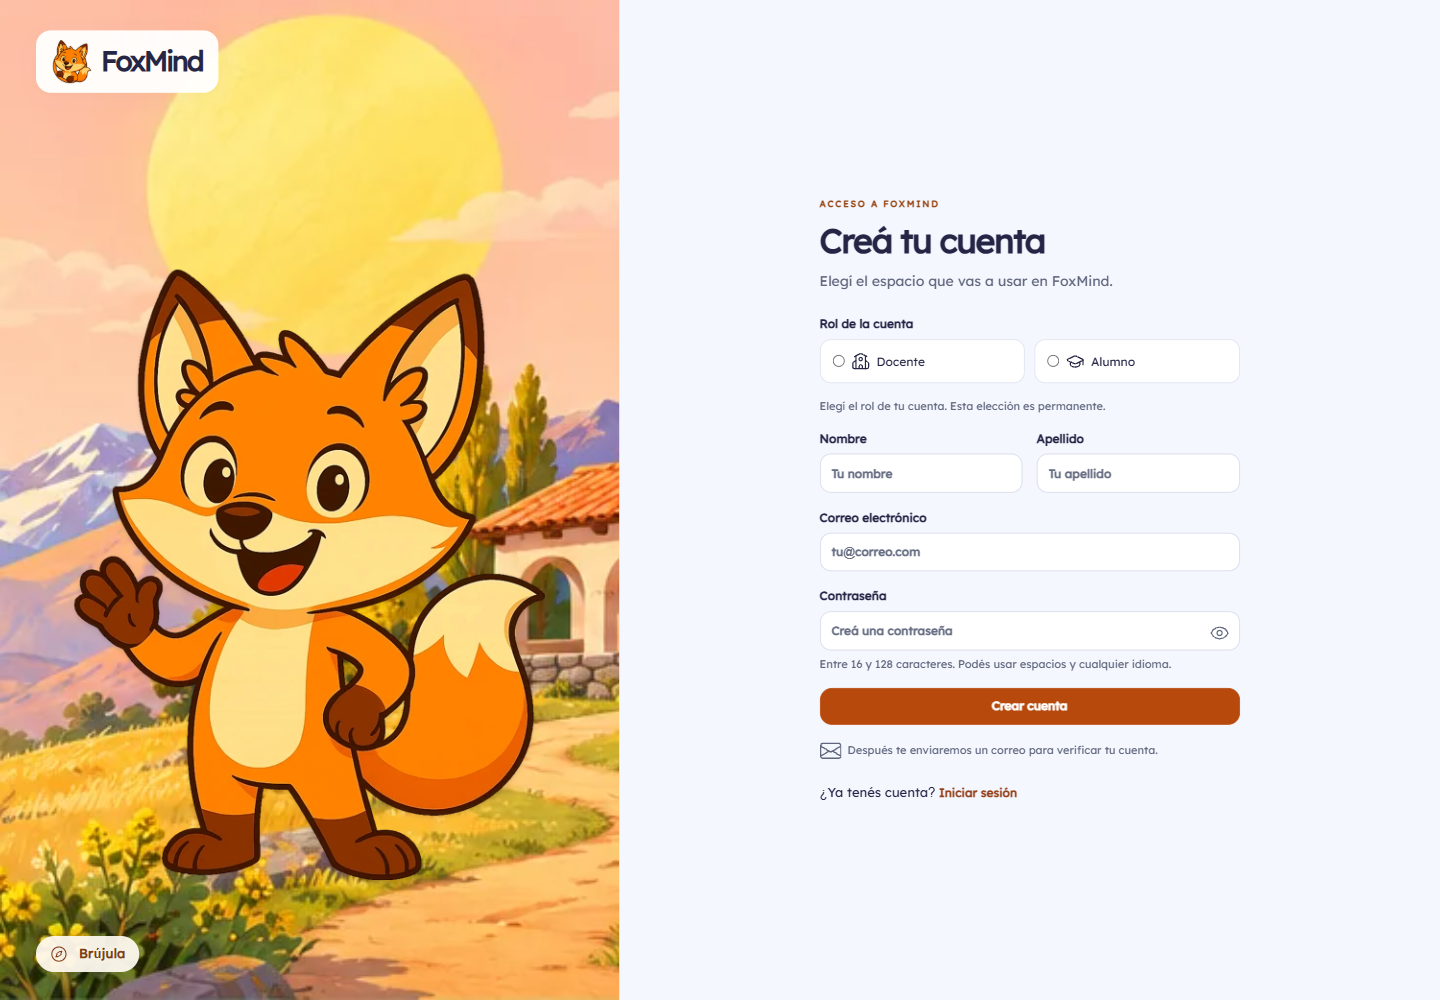 FoxMind
ACCESO A FOXMIND
Creá tu cuenta
Elegí el espacio que vas a usar en FoxMind.
Rol de la cuenta
Docente
Alumno
Elegí el rol de tu cuenta. Esta elección es permanente.
Nombre
Apellido
Tu nombre
Tu apellido
Correo electrónico
tu@correo.com
Contraseña
Creá una contraseña
Entre 16 y 128 caracteres. Podés usar espacios y cualquier idioma.
Crear cuenta
Después te enviaremos un correo para verificar tu cuenta.
¿Ya tenés cuenta? Iniciar sesión
Brújula